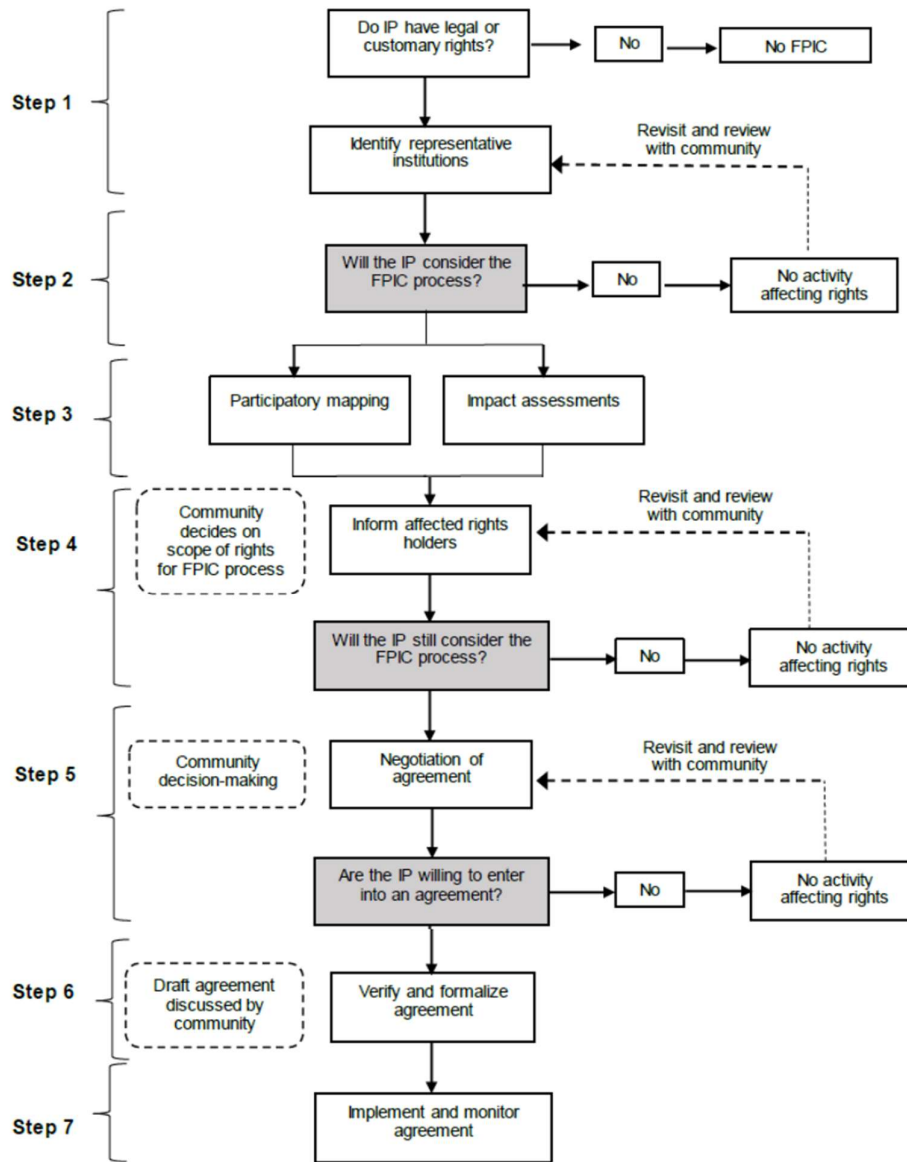 Do IP have legal or
customary rights?
No
No FPIC
Step 1
Identify representative
institutions
Revisit and review
with community
Step 2
Will the IP consider the
FPIC process?
No
No activity
affecting rights
Step 3
Participatory mapping
Impact assessments
Step 4
Community
decides on
scope of rights
for FPIC process
Inform affected rights
holders
Revisit and review
with community
Will the IP still consider the
FPIC process?
No
No activity
affecting rights
Step 5
Community
decision-making
Negotiation of
agreement
Revisit and review
with community
Are the IP willing to enter
into an agreement?
No
No activity
affecting rights
Step 6
Draft agreement
discussed by
community
Verify and formalize
agreement
Step 7
Implement and monitor
agreement